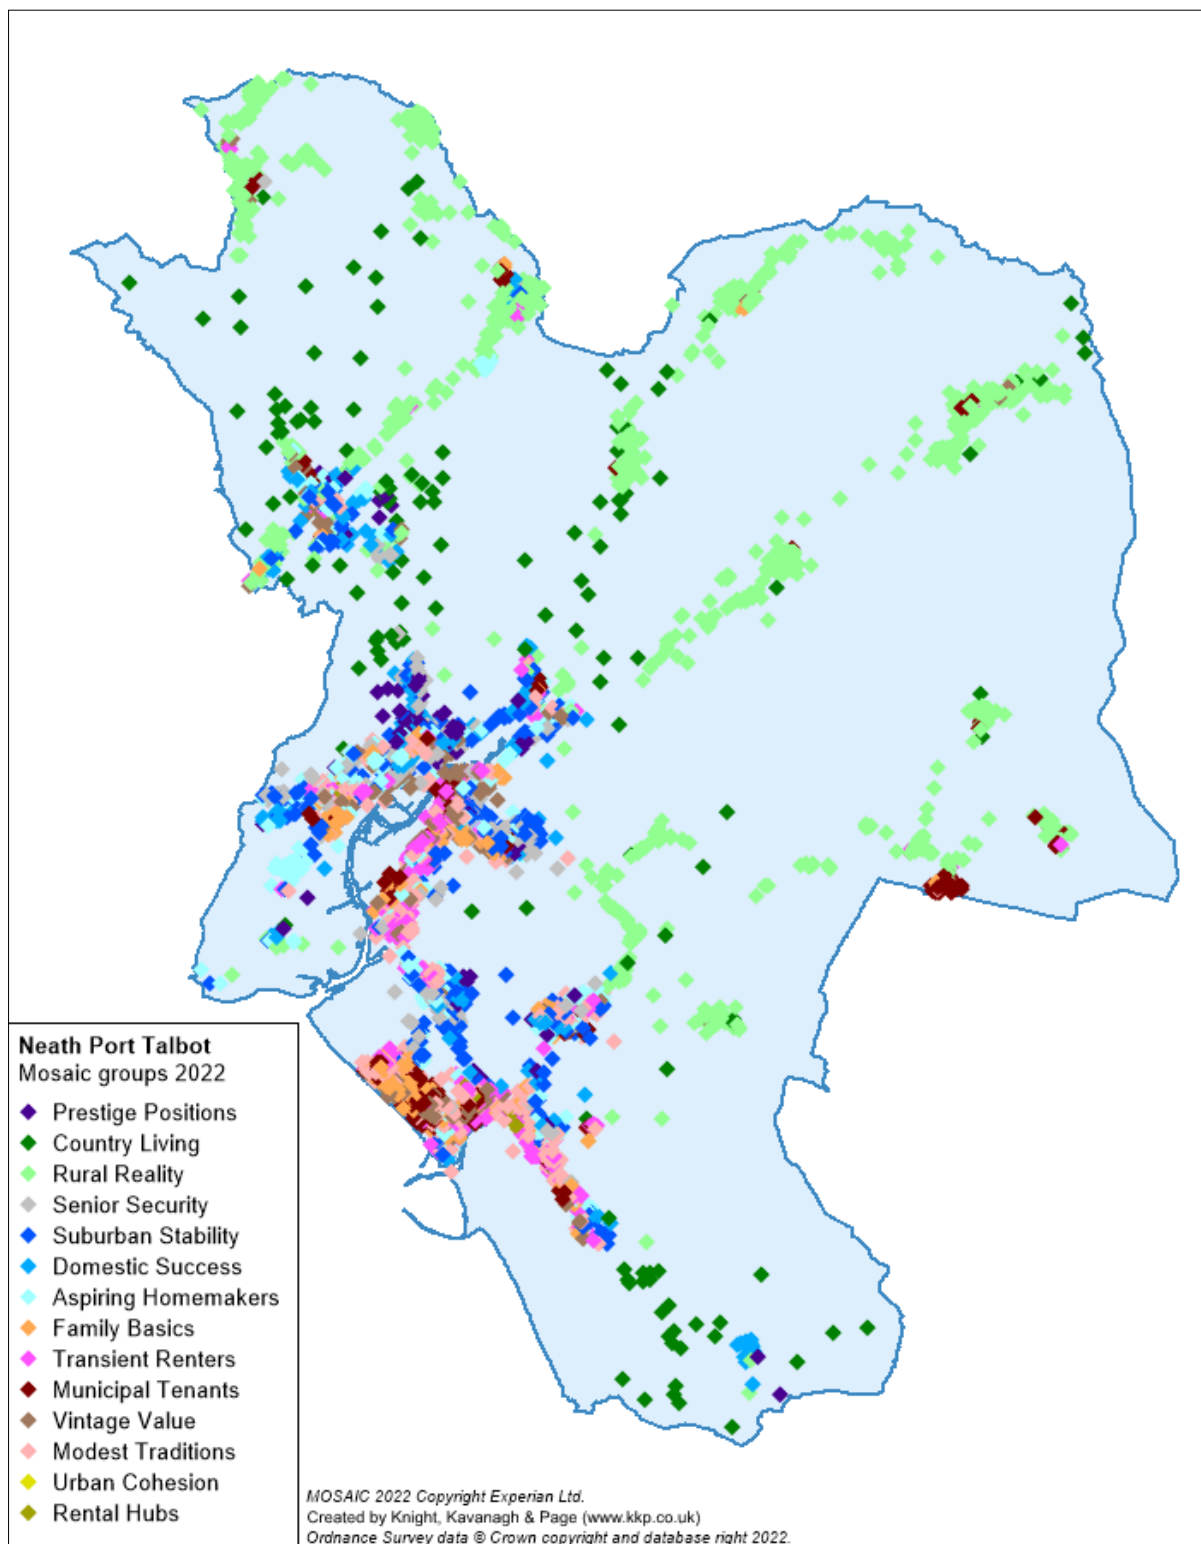 Neath Port Talbot
Mosaic groups 2022
Prestige Positions
Country Living
Rural Reality
Senior Security
Suburban Stability
Domestic Success
Aspiring Homemakers
Family Basics
Transient Renters
Municipal Tenants
Vintage Value
Modest Traditions
Urban Cohesion
Rental Hubs
MOSAIC 2022 Copyright Experian Ltd.
Created by Knight, Kavanagh & Page (www.kkp.co.uk)
Ordnance Survey data © Crown copyright and database right 2022.